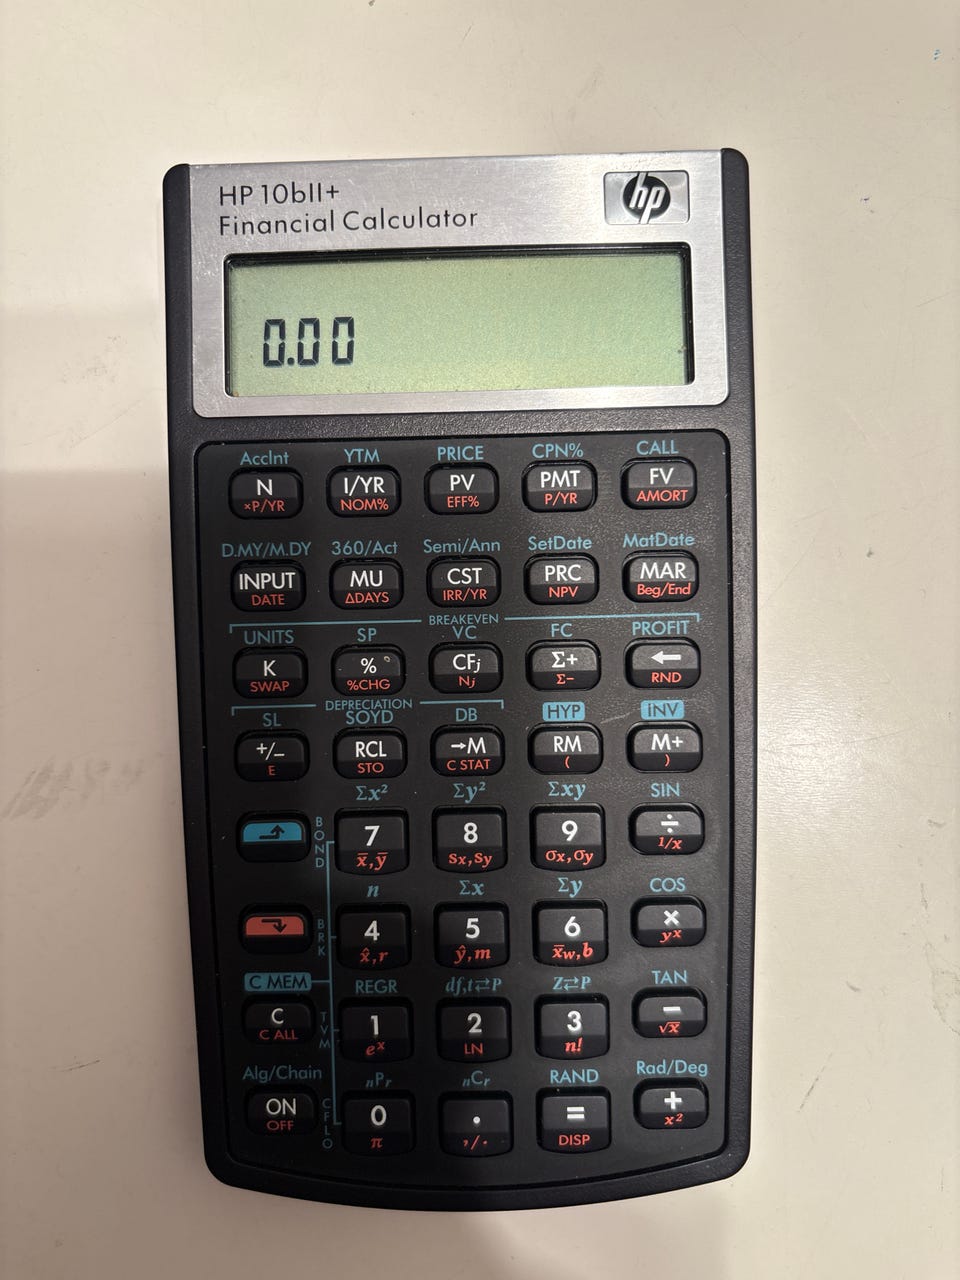 HP 10bII+
Financial Calculator
hp
0.00
AccInt YTM PRICE CPN% CALL
N I/YR PV PMT FV
×P/YR NOM% EFF% P/YR AMORT
D.MY/M.DY 360/Act Semi/Ann SetDate MatDate
INPUT MU CST PRC MAR
DATE ΔDAYS IRR/YR NPV Beg/End
BREAKEVEN
UNITS SP VC FC PROFIT
K % CFj Σ+ ←
SWAP %CHG Nj Σ− RND
DEPRECIATION
SL SOYD DB HYP INV
+/− RCL →M RM M+
E STO C STAT ( )
Σx² Σy² Σxy SIN
BOND
7 8 9 ÷
x̄,ȳ Sx,Sy σx,σy 1/x
n Σx Σy COS
BRK
4 5 6 ×
x̂,r ŷ,m x̄w,b yˣ
C MEM REGR df,t⇄P Z⇄P TAN
C 1 2 3 −
C ALL eˣ LN n! √x
TVM
Alg/Chain nPr nCr RAND Rad/Deg
ON 0 . = +
OFF π ,/. DISP x²
CFLO